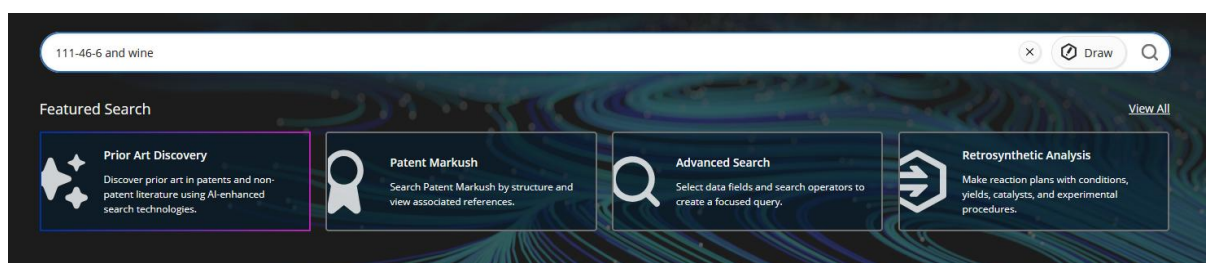 111-46-6 and wine
Draw
Featured Search
View All
Prior Art Discovery
Discover prior art in patents and non-
patent literature using AI-enhanced
search technologies.
Patent Markush
Search Patent Markush by structure and
view associated references.
Advanced Search
Select data fields and search operators to
create a focused query.
Retrosynthetic Analysis
Make reaction plans with conditions,
yields, catalysts, and experimental
procedures.